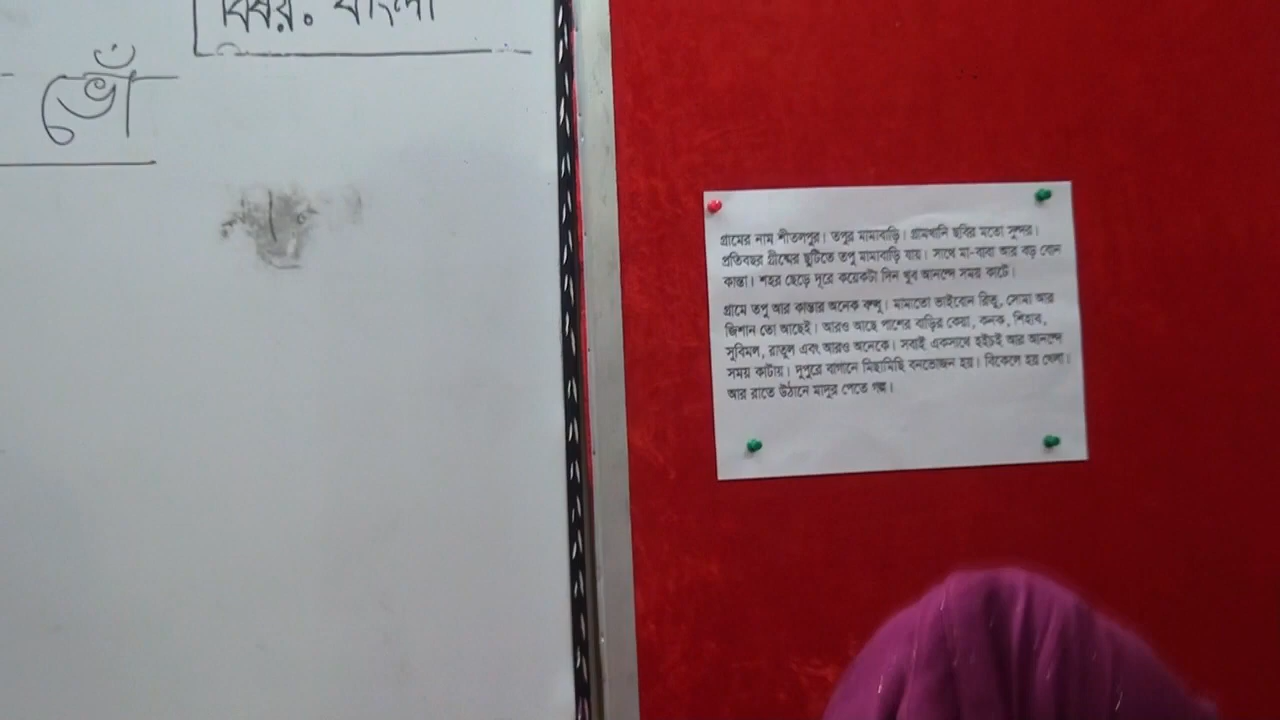 বিষয়: বাংলা
ভোঁ
গ্রামের নাম শীতলপুর। তপুর মামাবাড়ি। গ্রামখানি ছবির মতো সুন্দর।
প্রতিবছর গ্রীষ্মের ছুটিতে তপু মামাবাড়ি যায়। সাথে মা-বাবা আর বড় বোন
কান্তা। শহর ছেড়ে দূরে কয়েকটা দিন খুব আনন্দে সময় কাটে।
গ্রামে তপু আর কান্তার অনেক বন্ধু। মামাতো ভাইবোন রিতু, সোমা আর
জিশান তো আছেই। আরও আছে পাশের বাড়ির কেয়া, কনক, শিহাব,
সুবিমল, রাতুল এবং আরও অনেকে। সবাই একসাথে হইচই আর আনন্দে
সময় কাটায়। দুপুরে বাগানে মিছামিছি বনভোজন হয়। বিকেলে হয় খেলা।
আর রাতে উঠানে মাদুর পেতে গল্প।